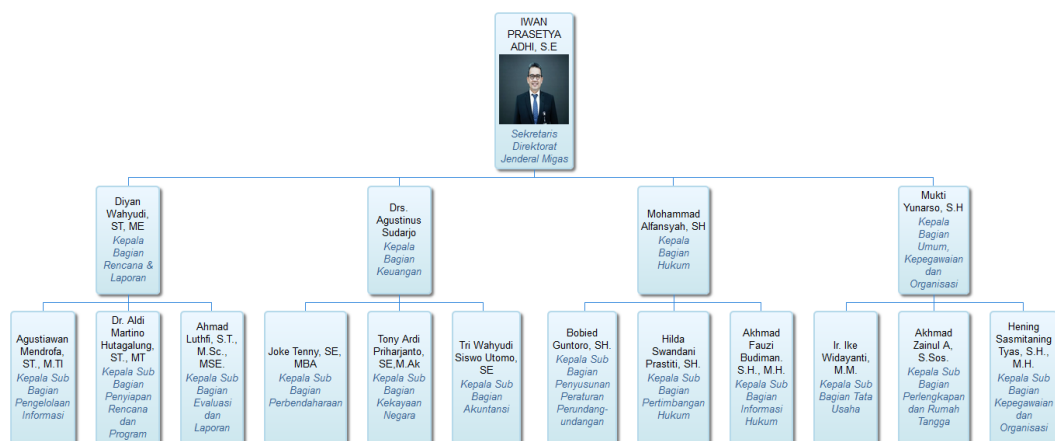 IWAN
PRASETYA
ADHI, S.E
Sekretaris
Direktorat
Jenderal Migas
Diyan
Wahyudi,
ST, ME
Kepala
Bagian
Rencana &
Laporan
Drs.
Agustinus
Sudarjo
Kepala
Bagian
Keuangan
Mohammad
Alfansyah, SH
Kepala
Bagian
Hukum
Mukti
Yunarso, S.H
Kepala
Bagian
Umum,
Kepegawaian
dan
Organisasi
Agustiawan
Mendrofa,
ST., M.TI
Kepala Sub
Bagian
Pengelolaan
Informasi
Dr. Aldi
Martino
Hutagalung,
ST., MT
Kepala Sub
Bagian
Penyiapan
Rencana
dan
Program
Ahmad
Luthfi, S.T.,
M.Sc.,
MSE.
Kepala Sub
Bagian
Evaluasi
dan
Laporan
Joke Tenny, SE,
MBA
Kepala Sub
Bagian
Perbendaharaan
Tony Ardi
Priharjanto,
SE,M.Ak
Kepala Sub
Bagian
Kekayaan
Negara
Tri Wahyudi
Siswo Utomo,
SE
Kepala Sub
Bagian
Akuntansi
Bobied
Guntoro, SH.
Kepala Sub
Bagian
Penyusunan
Peraturan
Perundang-
undangan
Hilda
Swandani
Prastiti, SH.
Kepala Sub
Bagian
Pertimbangan
Hukum
Akhmad
Fauzi
Budiman.
S.H., M.H.
Kepala Sub
Bagian
Informasi
Hukum
Ir. Ike
Widayanti,
M.M.
Kepala Sub
Bagian Tata
Usaha
Akhmad
Zainul A,
S.Sos.
Kepala Sub
Bagian
Perlengkapan
dan Rumah
Tangga
Hening
Sasmitaning
Tyas, S.H.,
M.H.
Kepala Sub
Bagian
Kepegawaian
dan
Organisasi